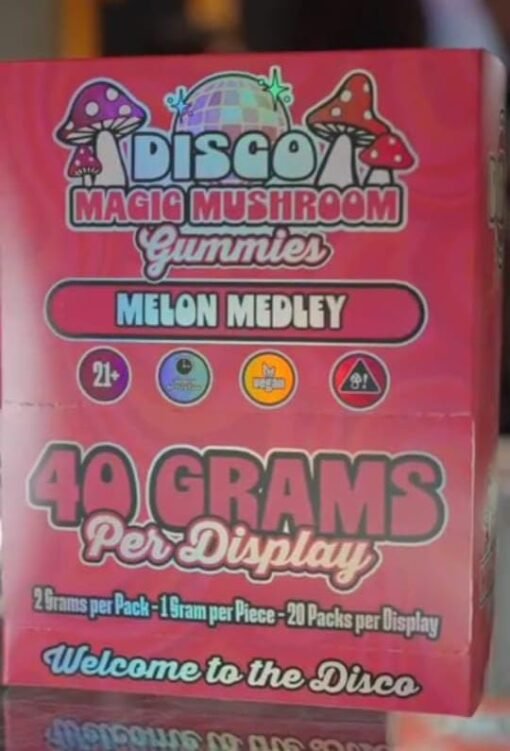 DISCO
MAGIC MUSHROOM
Gummies
MELON MEDLEY
21+
vegan
40 GRAMS
Per Display
2 Grams per Pack - 1 Gram per Piece - 20 Packs per Display
Welcome to the Disco